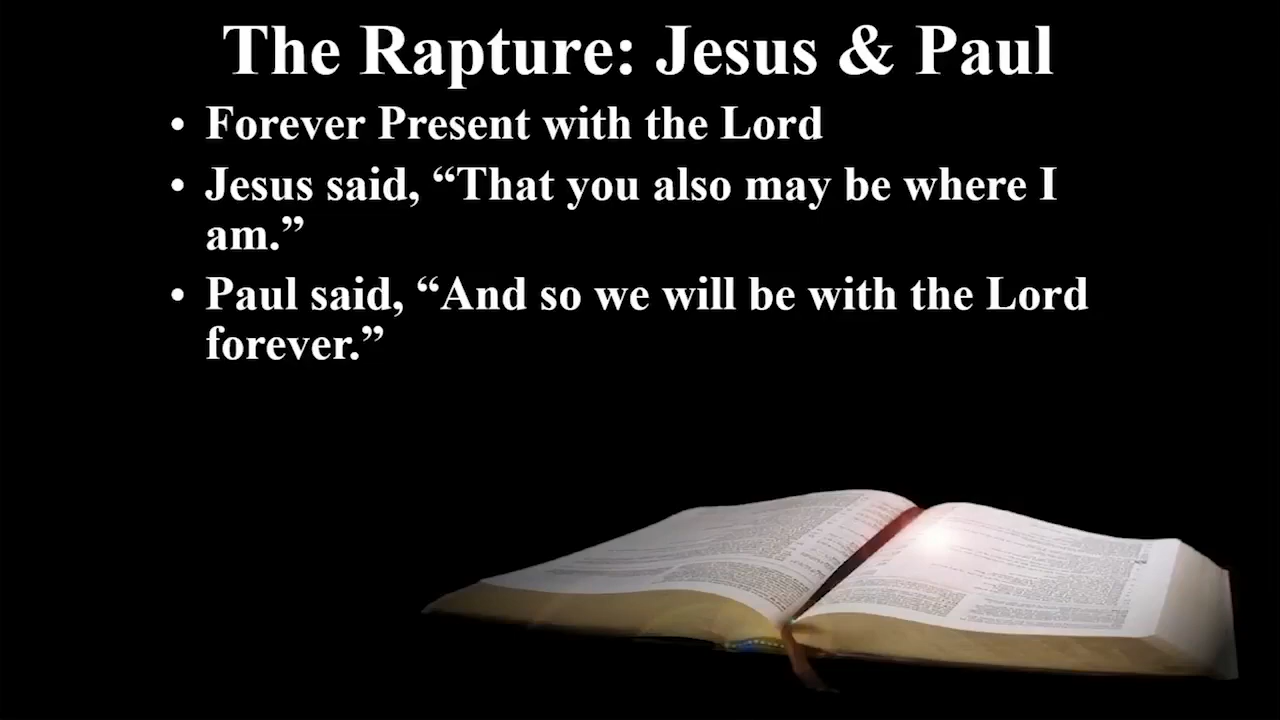 The Rapture: Jesus & Paul
• Forever Present with the Lord
• Jesus said, “That you also may be where I
am.”
• Paul said, “And so we will be with the Lord
forever.”